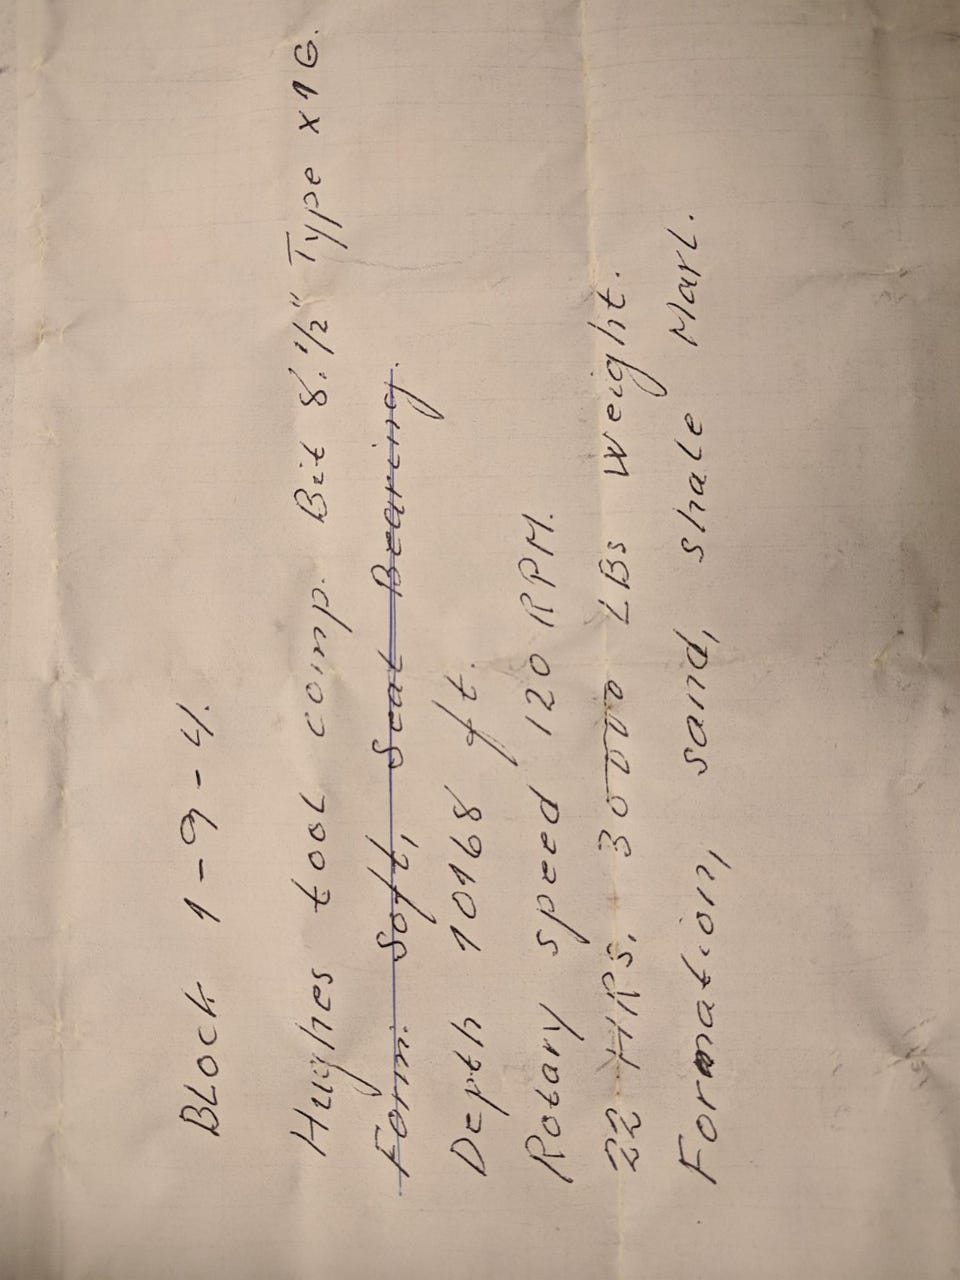 BLock 1-9-4.
Hughes tool comp. Bit 8.1/2" Type x1G.
Form. soft, Seal Bearing.
Depth 10168 ft.
Rotary speed 120 RPM.
22 HRS. 30000 LBs weight.
Formation, sand, shale Marl.